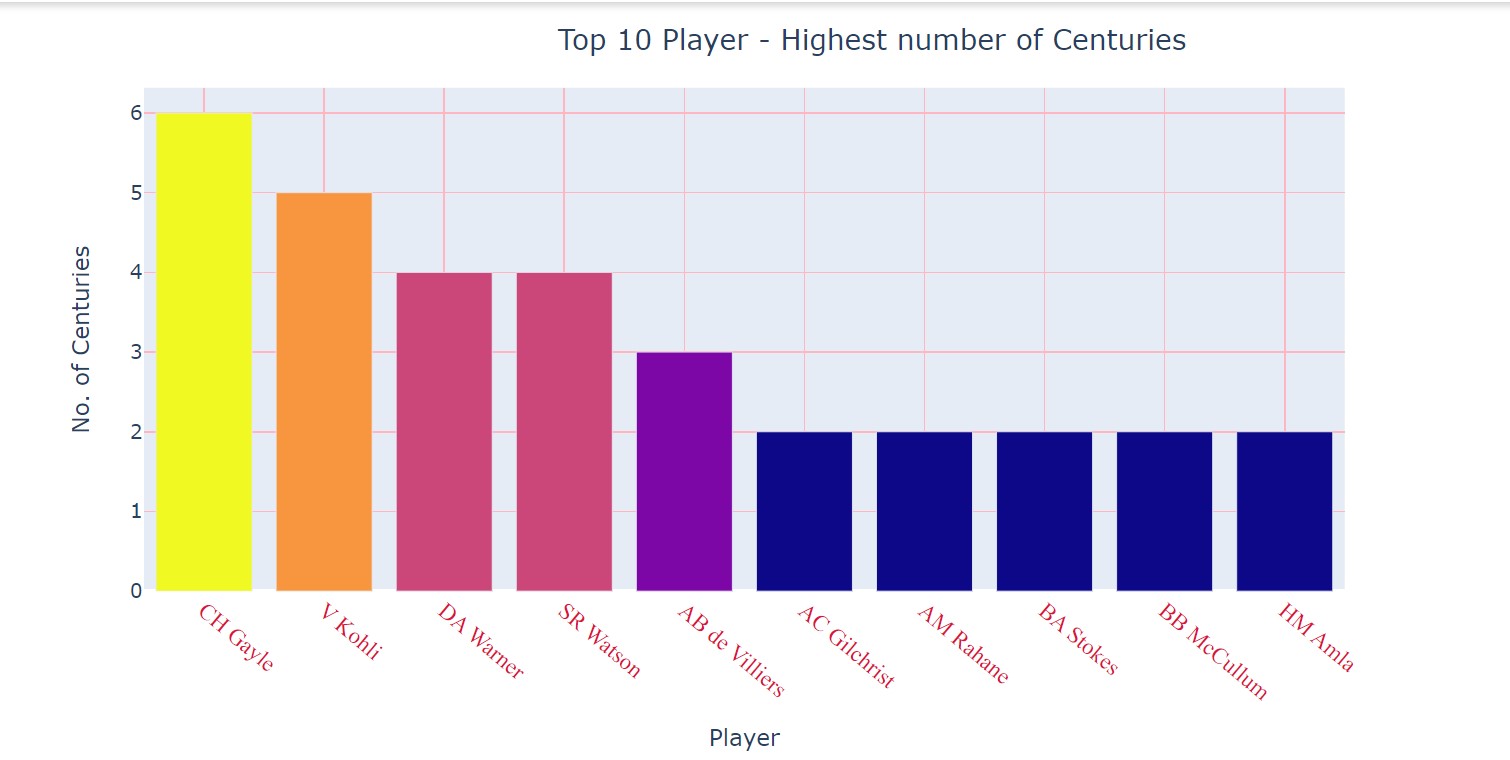 Top 10 Player - Highest number of Centuries
No. of Centuries
6
5
4
3
2
1
0
CH Gayle
V Kohli
DA Warner
SR Watson
AB de Villiers
AC Gilchrist
AM Rahane
BA Stokes
BB McCullum
HM Amla
Player